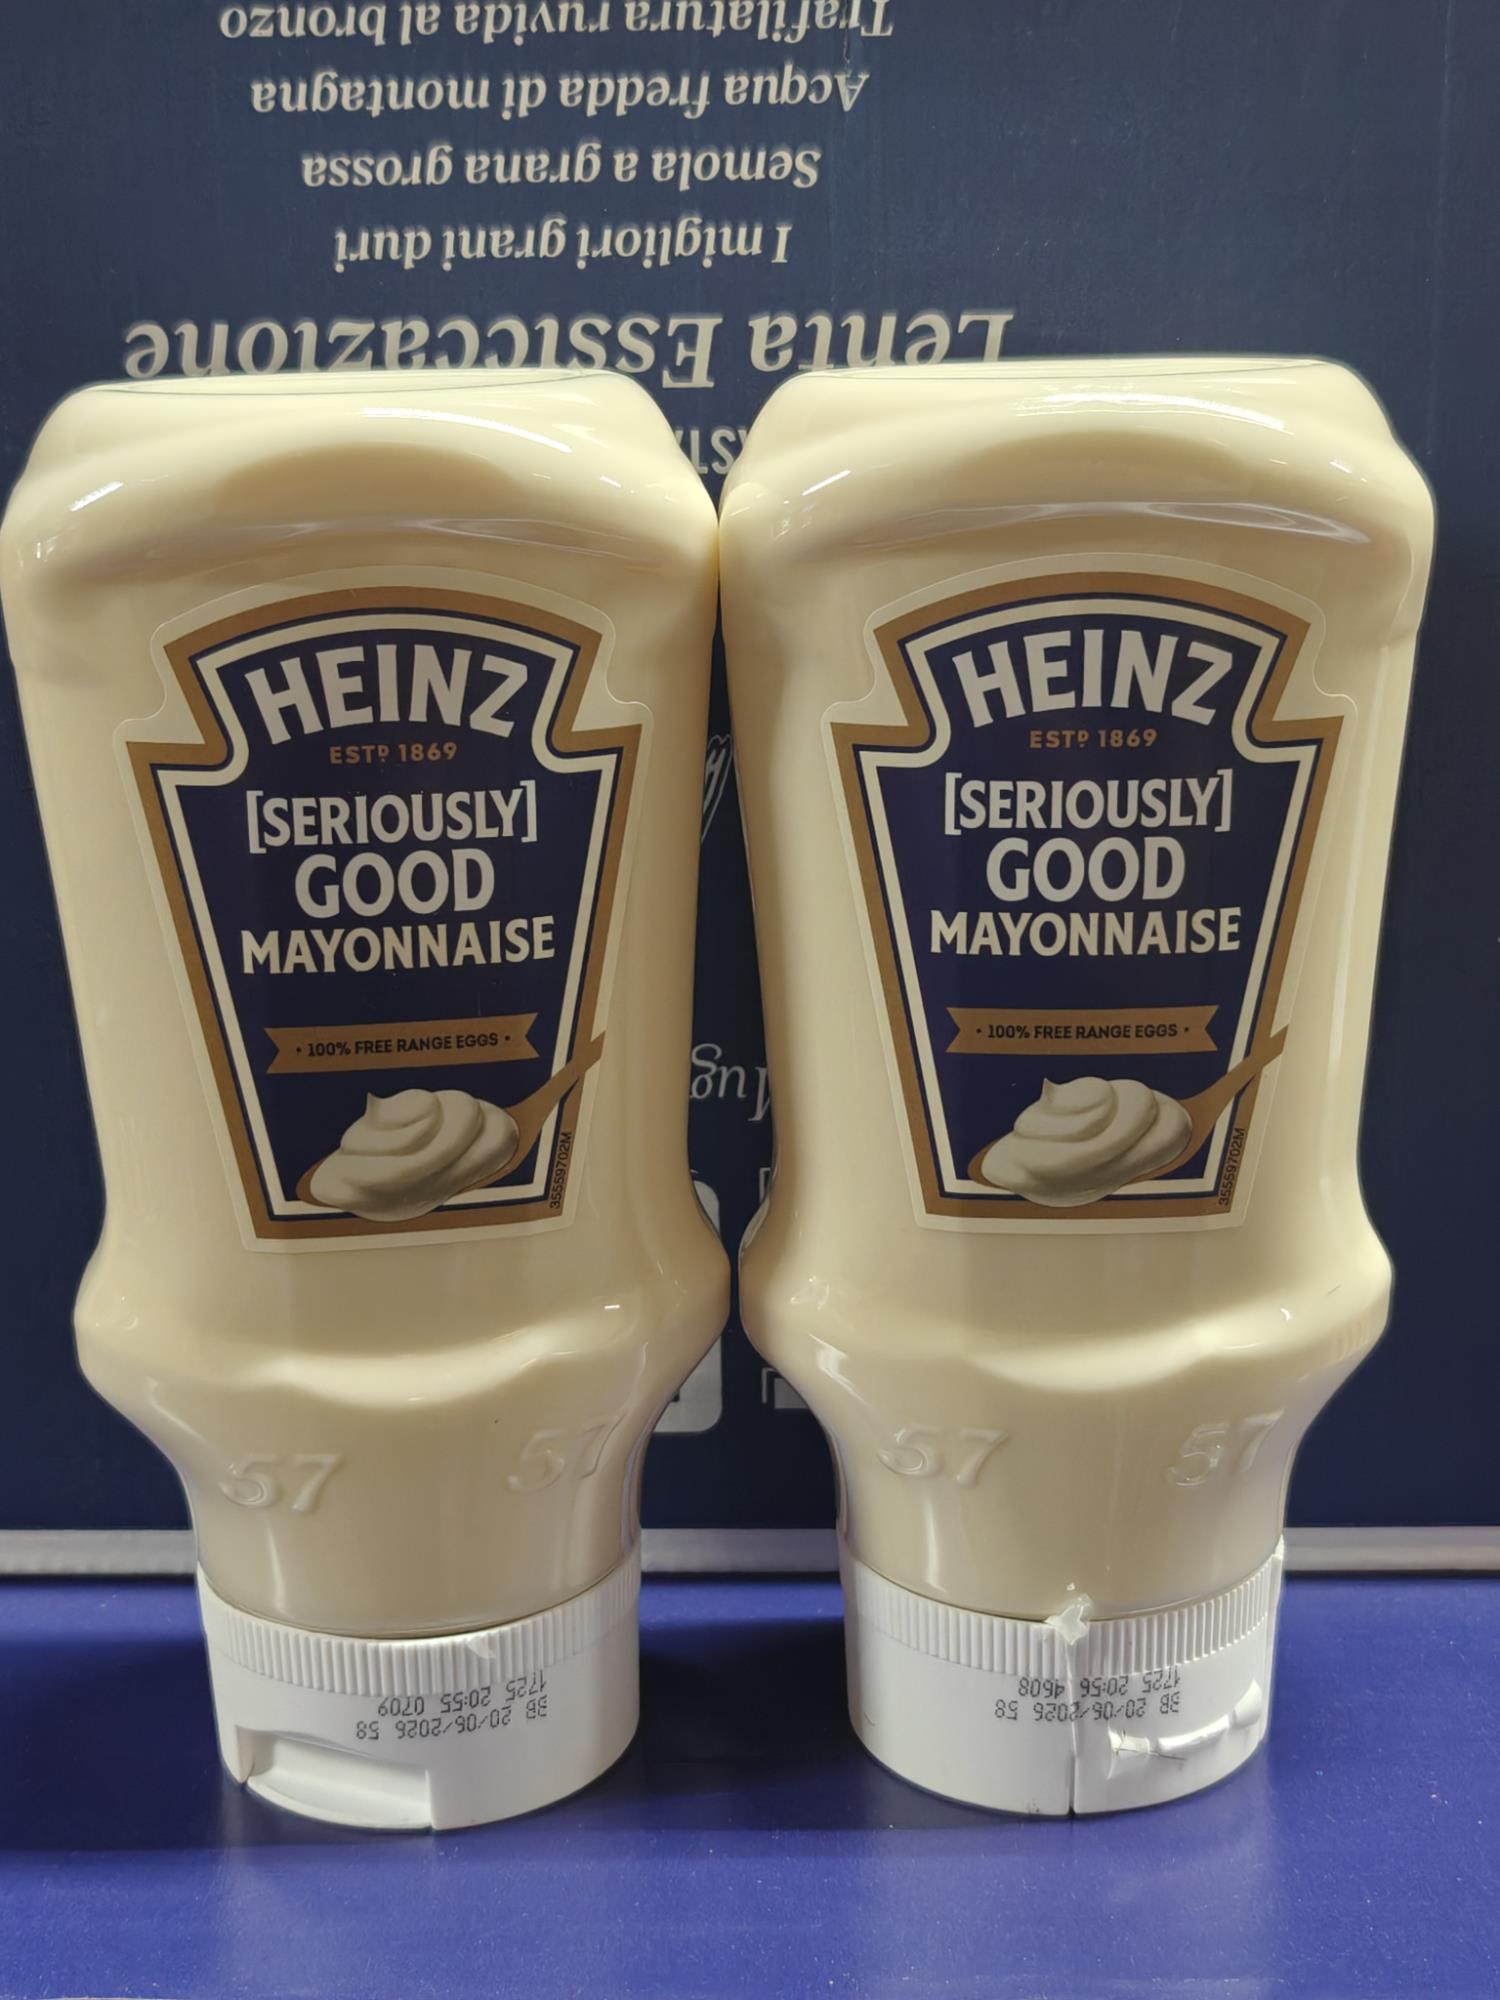 Trafilatura ruvida al bronzo
Acqua fredda di montagna
Semola a grana grossa
I migliori grani duri
Lenta Essiccazione
HEINZ
ESTD 1869
[SERIOUSLY]
GOOD
MAYONNAISE
• 100% FREE RANGE EGGS •
35559702M
57 57
BB 20/06/2026 58
1725 20:55 0709
HEINZ
ESTD 1869
[SERIOUSLY]
GOOD
MAYONNAISE
• 100% FREE RANGE EGGS •
35559702M
57 57
BB 20/06/2026 58
1725 20:56 4608